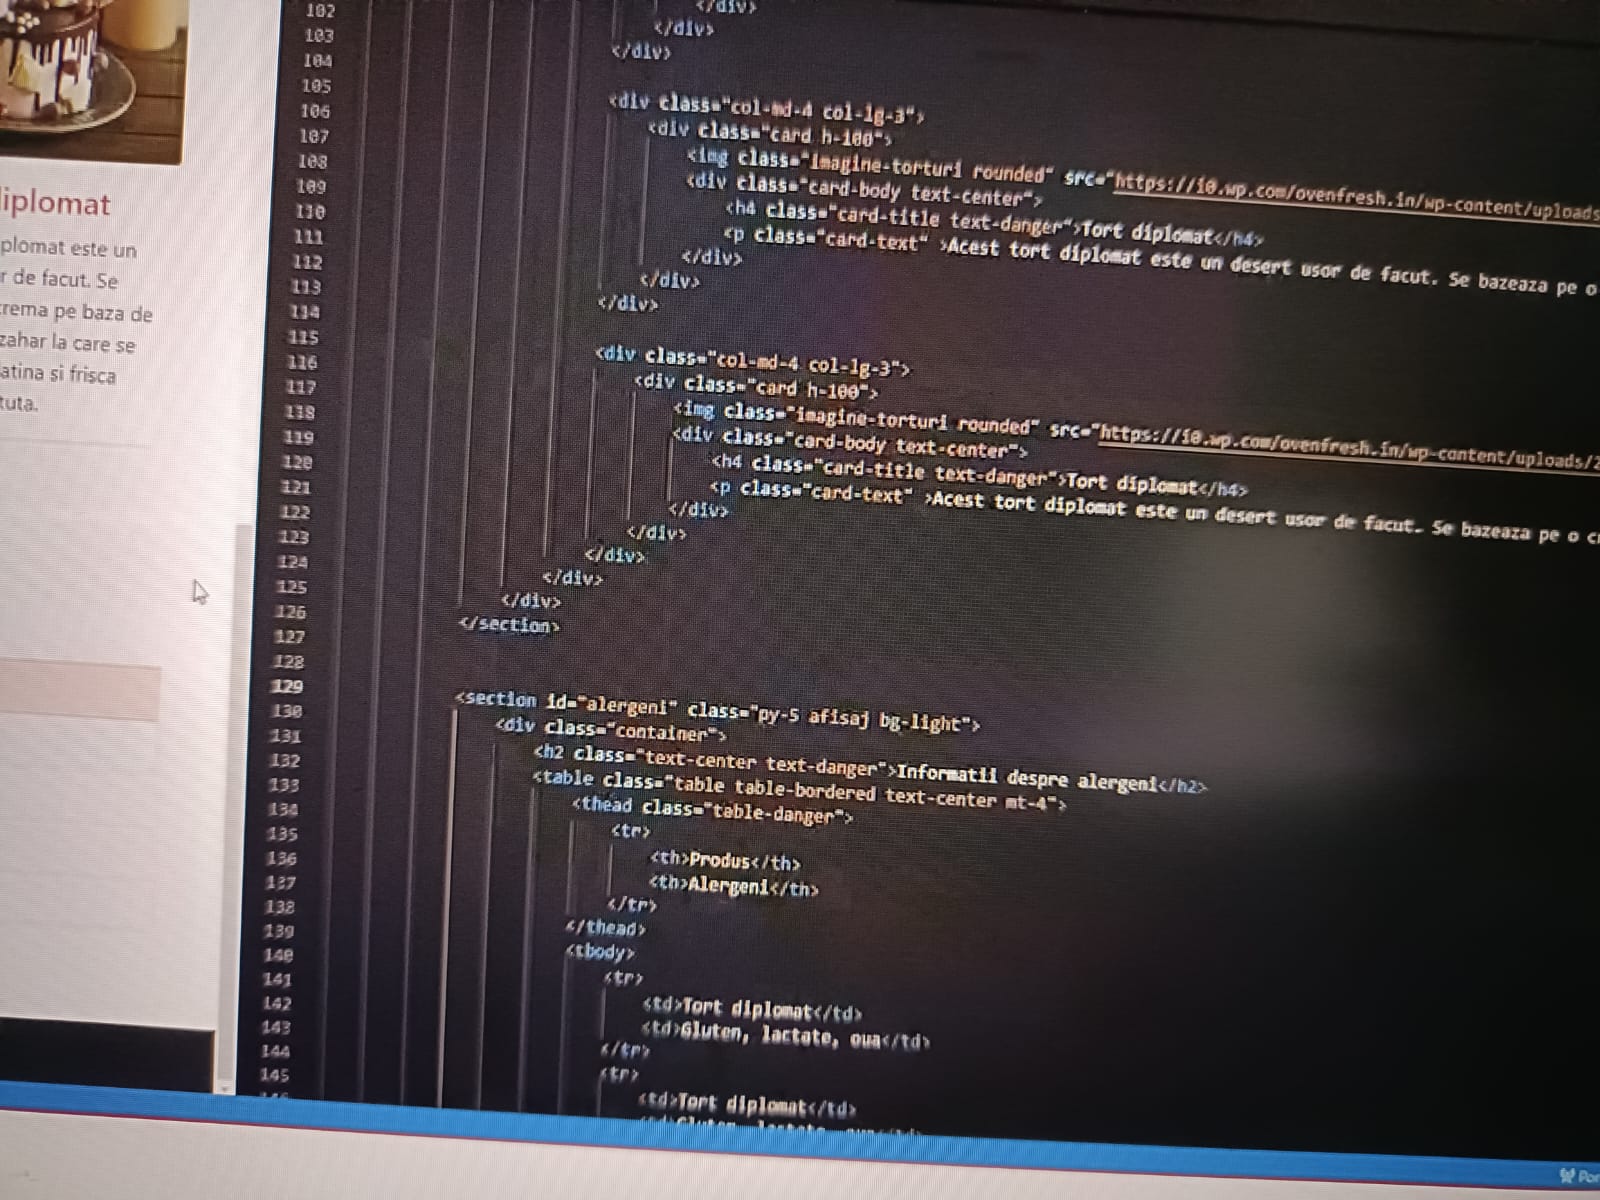 iplomat
plomat este un
r de facut. Se
rema pe baza de
zahar la care se
atina si frisca
tuta.
102 </div>
103 </div>
104 </div>
105
106 <div class="col-md-4 col-lg-3">
107 <div class="card h-100">
108 <img class="imagine-torturi rounded" src="https://i0.wp.com/ovenfresh.in/wp-content/uploads
109 <div class="card-body text-center">
110 <h4 class="card-title text-danger">Tort diplomat</h4>
111 <p class="card-text" >Acest tort diplomat este un desert usor de facut. Se bazeaza pe o
112 </div>
113 </div>
114 </div>
115
116 <div class="col-md-4 col-lg-3">
117 <div class="card h-100">
118 <img class="imagine-torturi rounded" src="https://i0.wp.com/ovenfresh.in/wp-content/uploads/2
119 <div class="card-body text-center">
120 <h4 class="card-title text-danger">Tort diplomat</h4>
121 <p class="card-text" >Acest tort diplomat este un desert usor de facut. Se bazeaza pe o c
122 </div>
123 </div>
124 </div>
125 </div>
126 </div>
127 </section>
128
129
130 <section id="alergeni" class="py-5 afisaj bg-light">
131 <div class="container">
132 <h2 class="text-center text-danger">Informatii despre alergeni</h2>
133 <table class="table table-bordered text-center mt-4">
134 <thead class="table-danger">
135 <tr>
136 <th>Produs</th>
137 <th>Alergeni</th>
138 </tr>
139 </thead>
140 <tbody>
141 <tr>
142 <td>Tort diplomat</td>
143 <td>Gluten, lactate, oua</td>
144 </tr>
145 <tr>
<td>Tort diplomat</td>
<td>Gluten, lactate, oua</td>
Por